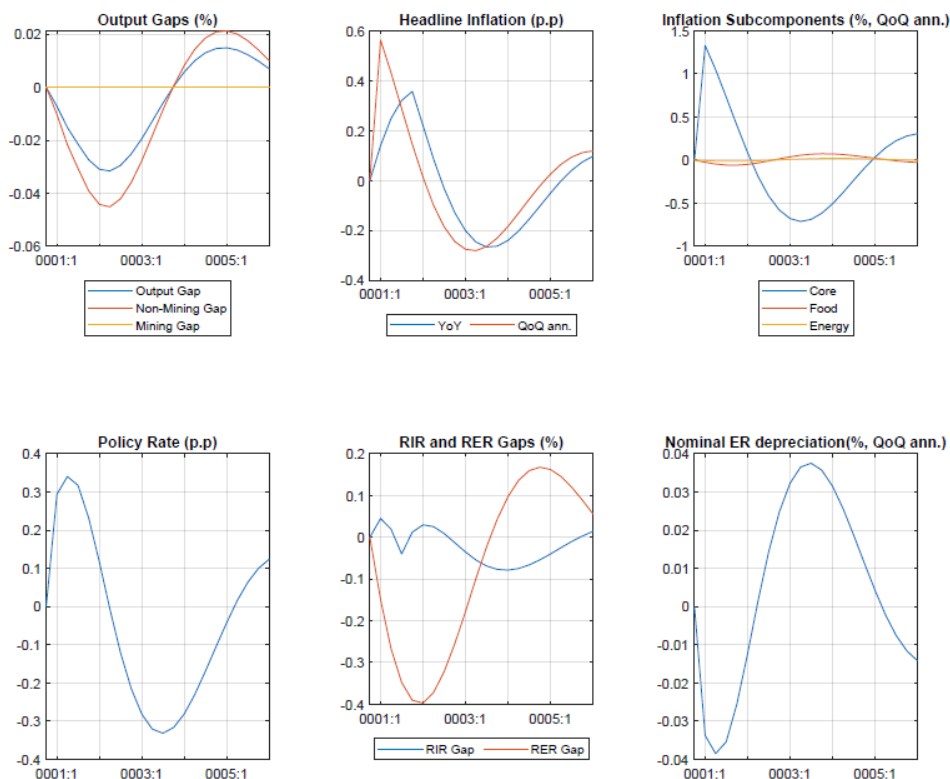 Output Gaps (%)
0.02
0
-0.02
-0.04
-0.06
0001:1 0003:1 0005:1
Output Gap
Non-Mining Gap
Mining Gap
Headline Inflation (p.p)
0.6
0.4
0.2
0
-0.2
-0.4
0001:1 0003:1 0005:1
YoY QoQ ann.
Inflation Subcomponents (%, QoQ ann.)
1.5
1
0.5
0
-0.5
-1
0001:1 0003:1 0005:1
Core
Food
Energy
Policy Rate (p.p)
0.4
0.3
0.2
0.1
0
-0.1
-0.2
-0.3
-0.4
0001:1 0003:1 0005:1
RIR and RER Gaps (%)
0.2
0.1
0
-0.1
-0.2
-0.3
-0.4
0001:1 0003:1 0005:1
RIR Gap RER Gap
Nominal ER depreciation(%, QoQ ann.)
0.04
0.03
0.02
0.01
0
-0.01
-0.02
-0.03
-0.04
0001:1 0003:1 0005:1